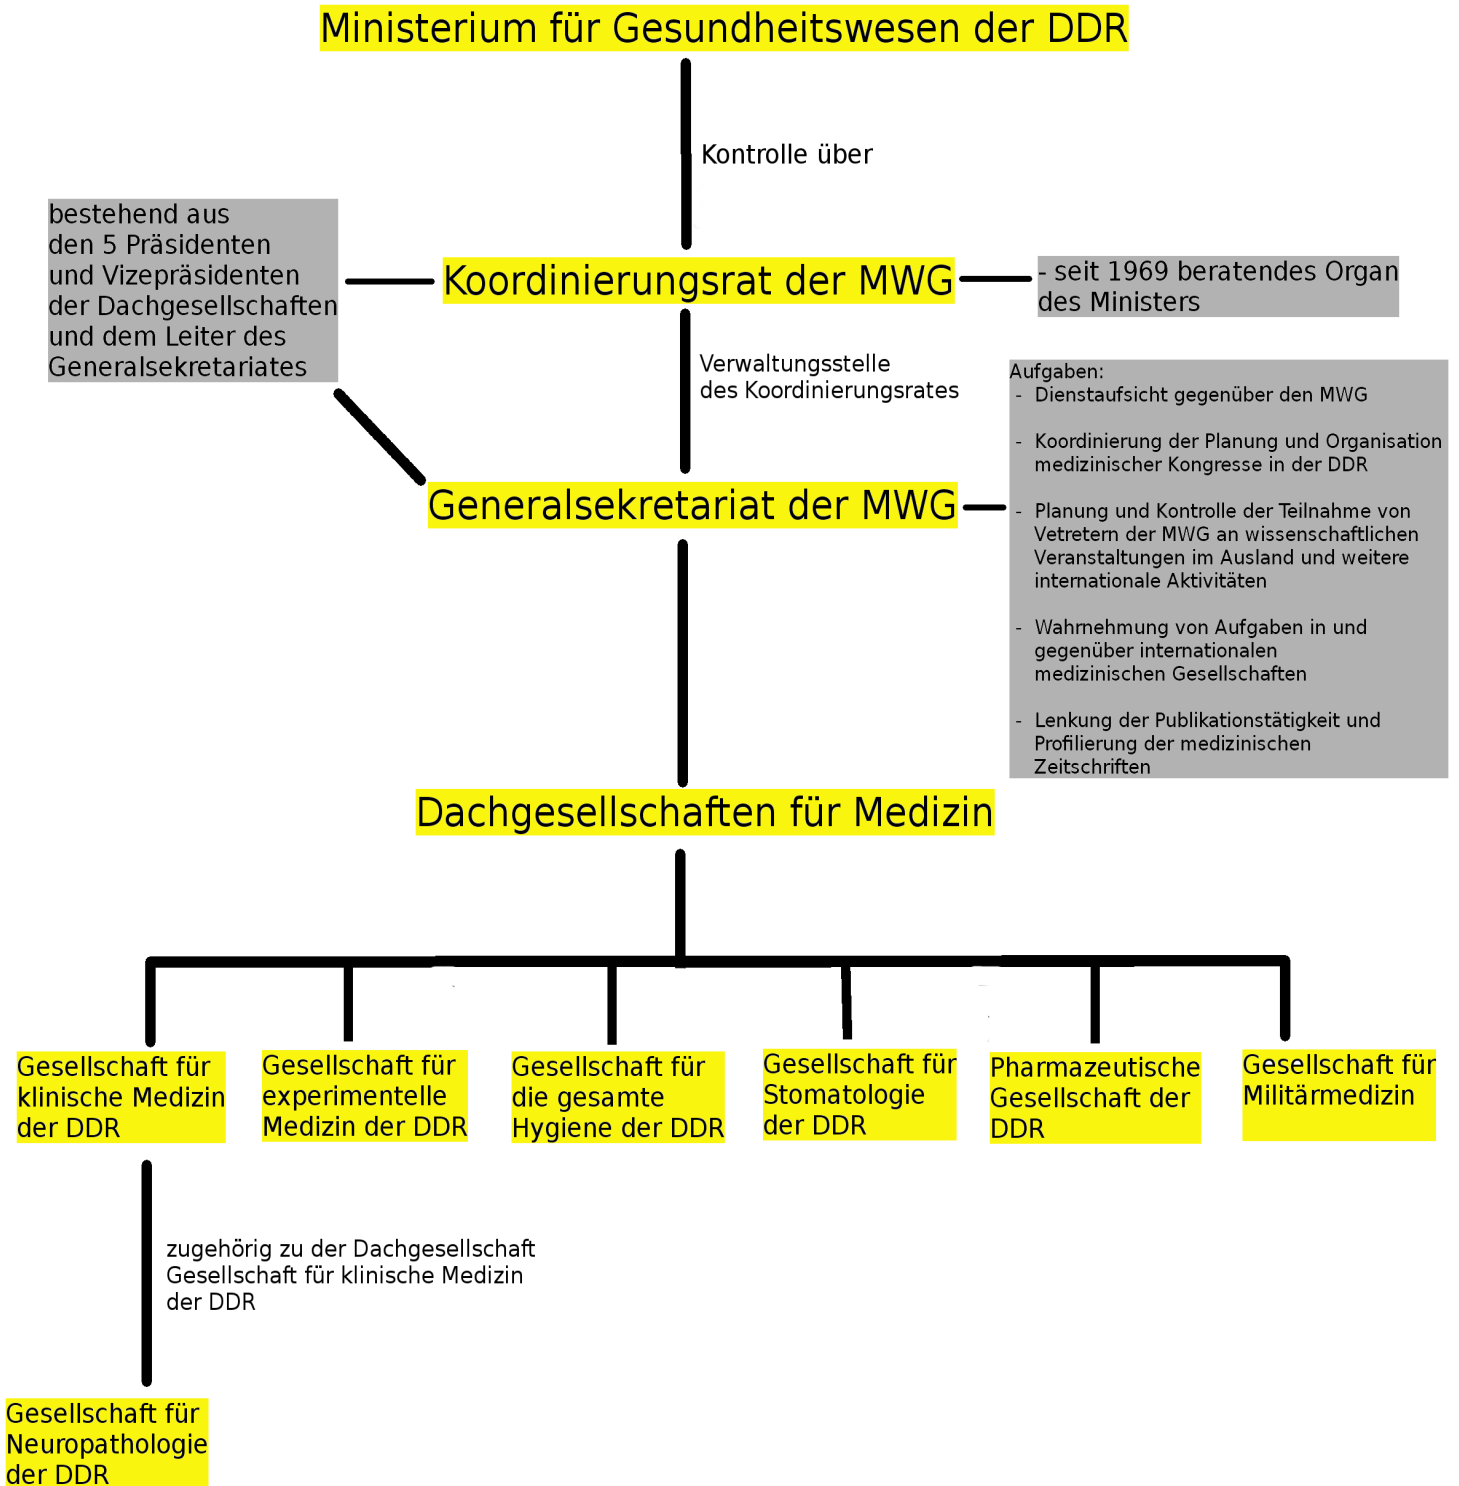 Ministerium für Gesundheitswesen der DDR
Kontrolle über
bestehend aus
den 5 Präsidenten
und Vizepräsidenten
der Dachgesellschaften
und dem Leiter des
Generalsekretariates
Koordinierungsrat der MWG
- seit 1969 beratendes Organ
des Ministers
Verwaltungsstelle
des Koordinierungsrates
Generalsekretariat der MWG
Aufgaben:
- Dienstaufsicht gegenüber den MWG
- Koordinierung der Planung und Organisation
medizinischer Kongresse in der DDR
- Planung und Kontrolle der Teilnahme von
Vetretern der MWG an wissenschaftlichen
Veranstaltungen im Ausland und weitere
internationale Aktivitäten
- Wahrnehmung von Aufgaben in und
gegenüber internationalen
medizinischen Gesellschaften
- Lenkung der Publikationstätigkeit und
Profilierung der medizinischen
Zeitschriften
Dachgesellschaften für Medizin
Gesellschaft für
klinische Medizin
der DDR
Gesellschaft für
experimentelle
Medizin der DDR
Gesellschaft für
die gesamte
Hygiene der DDR
Gesellschaft für
Stomatologie
der DDR
Pharmazeutische
Gesellschaft der
DDR
Gesellschaft für
Militärmedizin
zugehörig zu der Dachgesellschaft
Gesellschaft für klinische Medizin
der DDR
Gesellschaft für
Neuropathologie
der DDR